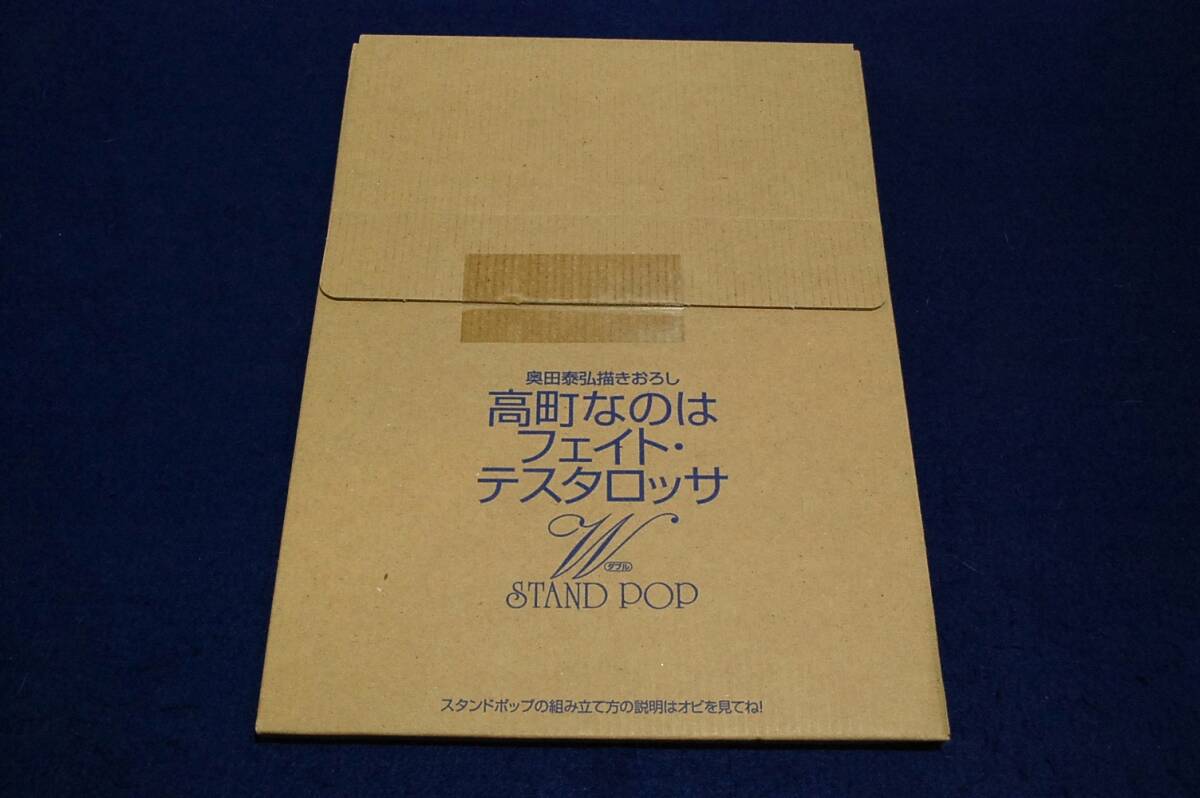 奥田泰弘描きおろし
高町なのは
フェイト・
テスタロッサ
W
ダブル
STAND POP
スタンドポップの組み立て方の説明はオビを見てね!